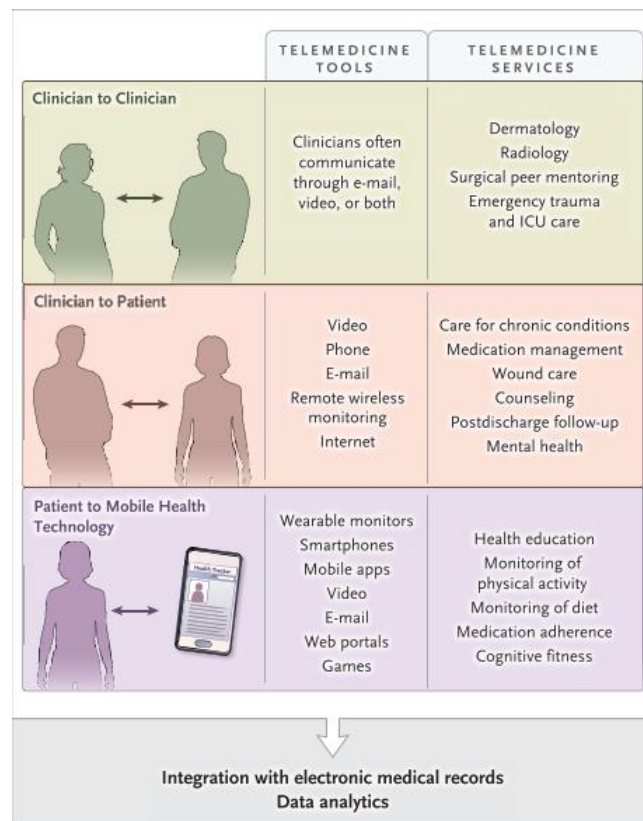 TELEMEDICINE
TOOLS
TELEMEDICINE
SERVICES
Clinician to Clinician
Clinicians often
communicate
through e-mail,
video, or both
Dermatology
Radiology
Surgical peer mentoring
Emergency trauma
and ICU care
Clinician to Patient
Video
Phone
E-mail
Remote wireless
monitoring
Internet
Care for chronic conditions
Medication management
Wound care
Counseling
Postdischarge follow-up
Mental health
Patient to Mobile Health
Technology
Health Tracker
Wearable monitors
Smartphones
Mobile apps
Video
E-mail
Web portals
Games
Health education
Monitoring of
physical activity
Monitoring of diet
Medication adherence
Cognitive fitness
Integration with electronic medical records
Data analytics